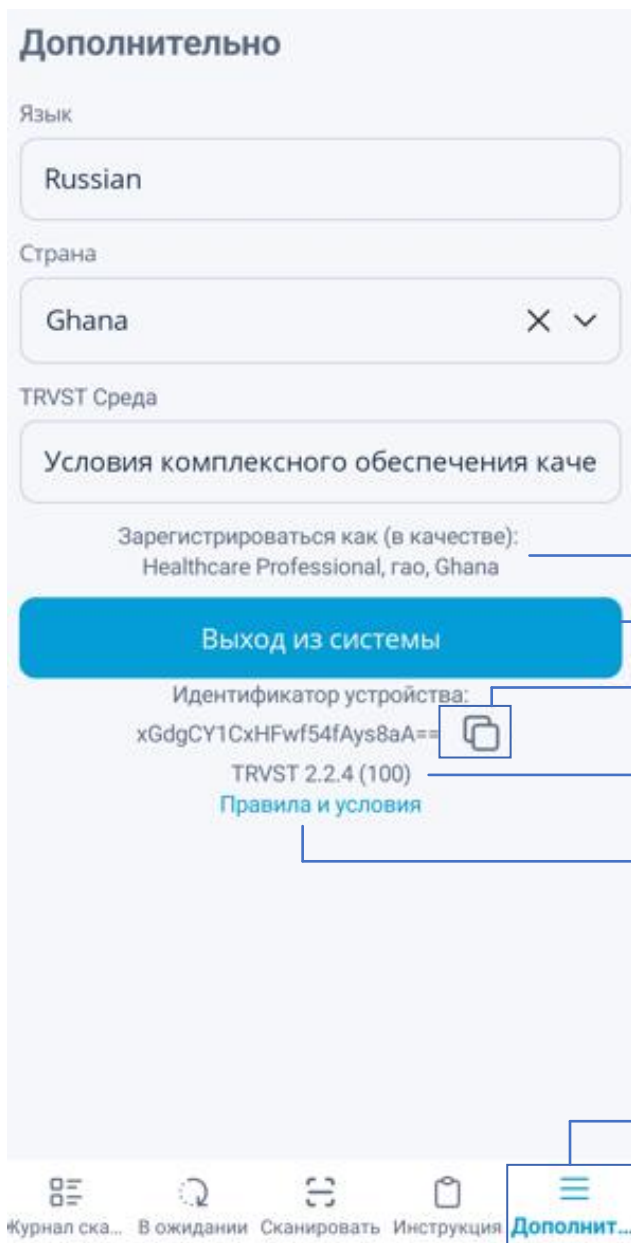 Дополнительно
Язык
Russian
Страна
Ghana
TRVST Среда
Условия комплексного обеспечения каче
Зарегистрироваться как (в качестве):
Healthcare Professional, гао, Ghana
Выход из системы
Идентификатор устройства:
xGdgCY1CxHFwf54fAys8aA==
TRVST 2.2.4 (100)
Правила и условия
Журнал ска... В ожидании Сканировать Инструкция Дополнит...